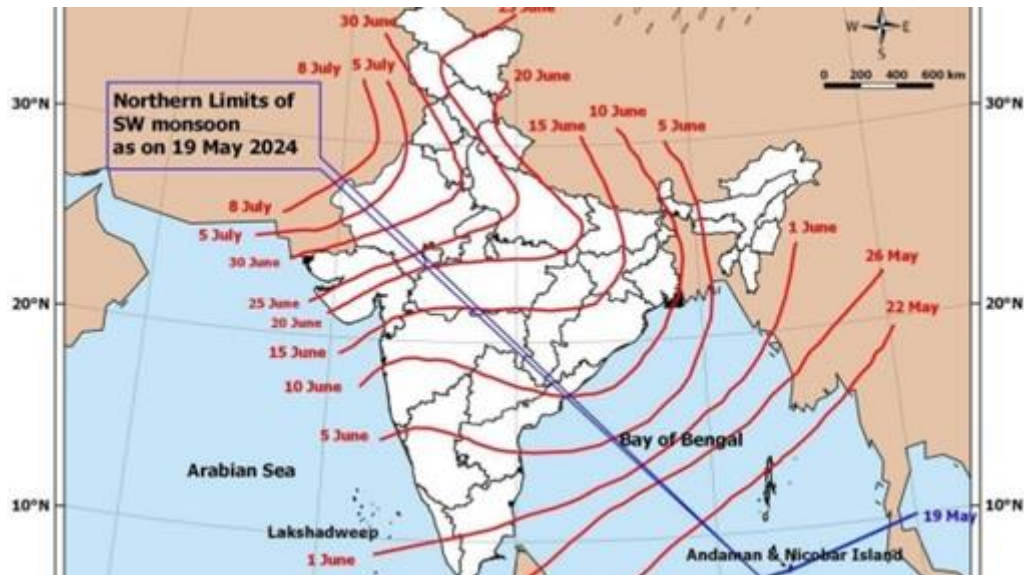 25 June
30 June
W E
S
8 July
5 July
20 June
0 200 400 600 km
30°N
Northern Limits of
SW monsoon
as on 19 May 2024
10 June
30°N
15 June
5 June
8 July
1 June
5 July
26 May
30 June
20°N
25 June
20°N
22 May
20 June
15 June
10 June
5 June
Bay of Bengal
Arabian Sea
10°N
10°N
19 May
Lakshadweep
1 June
Andaman & Nicobar Island